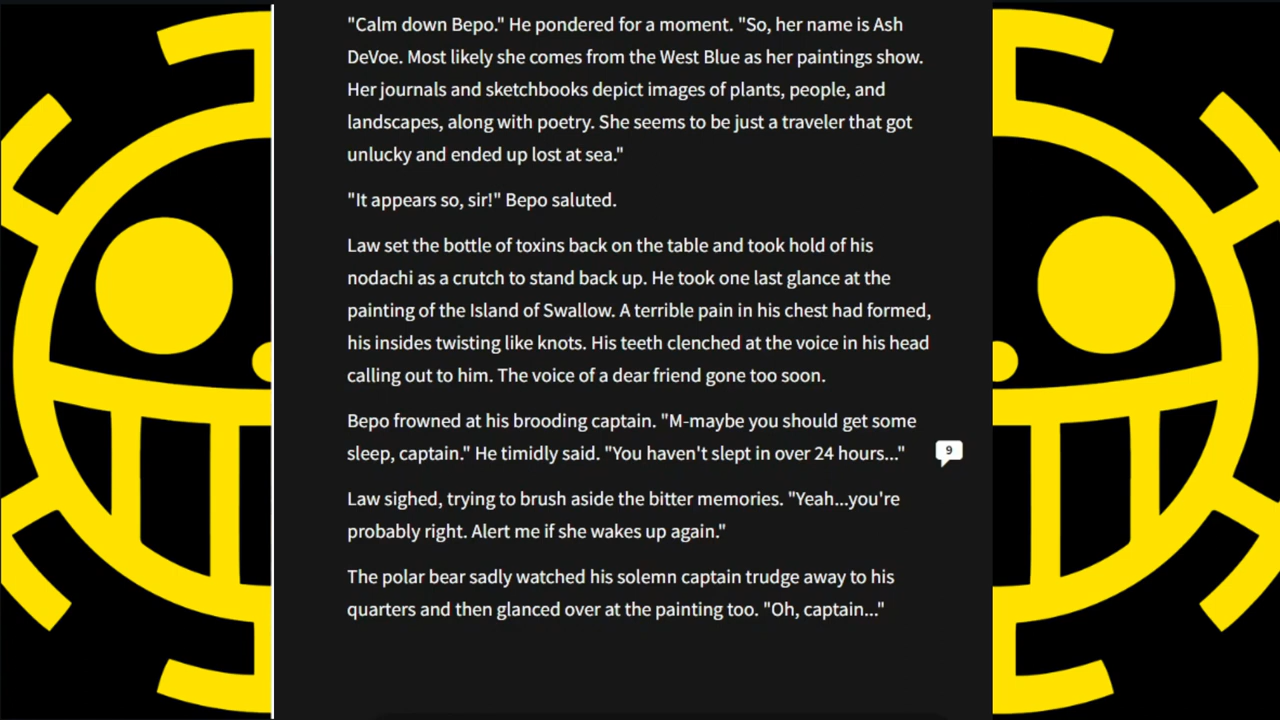 "Calm down Bepo." He pondered for a moment. "So, her name is Ash
DeVoe. Most likely she comes from the West Blue as her paintings show.
Her journals and sketchbooks depict images of plants, people, and
landscapes, along with poetry. She seems to be just a traveler that got
unlucky and ended up lost at sea."
"It appears so, sir!" Bepo saluted.
Law set the bottle of toxins back on the table and took hold of his
nodachi as a crutch to stand back up. He took one last glance at the
painting of the Island of Swallow. A terrible pain in his chest had formed,
his insides twisting like knots. His teeth clenched at the voice in his head
calling out to him. The voice of a dear friend gone too soon.
Bepo frowned at his brooding captain. "M-maybe you should get some
sleep, captain." He timidly said. "You haven't slept in over 24 hours..."
9
Law sighed, trying to brush aside the bitter memories. "Yeah...you're
probably right. Alert me if she wakes up again."
The polar bear sadly watched his solemn captain trudge away to his
quarters and then glanced over at the painting too. "Oh, captain..."